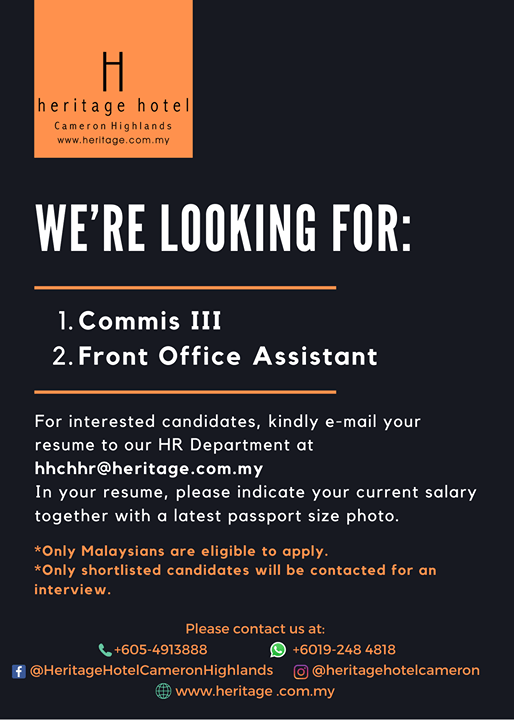 H
heritage hotel
Cameron Highlands
www.heritage.com.my
WE'RE LOOKING FOR:
1. Commis III
2. Front Office Assistant
For interested candidates, kindly e-mail your
resume to our HR Department at
hhchhr@heritage.com.my
In your resume, please indicate your current salary
together with a latest passport size photo.
*Only Malaysians are eligible to apply.
*Only shortlisted candidates will be contacted for an
interview.
Please contact us at:
+605-4913888 +6019-248 4818
@HeritageHotelCameronHighlands @heritagehotelcameron
www.heritage .com.my